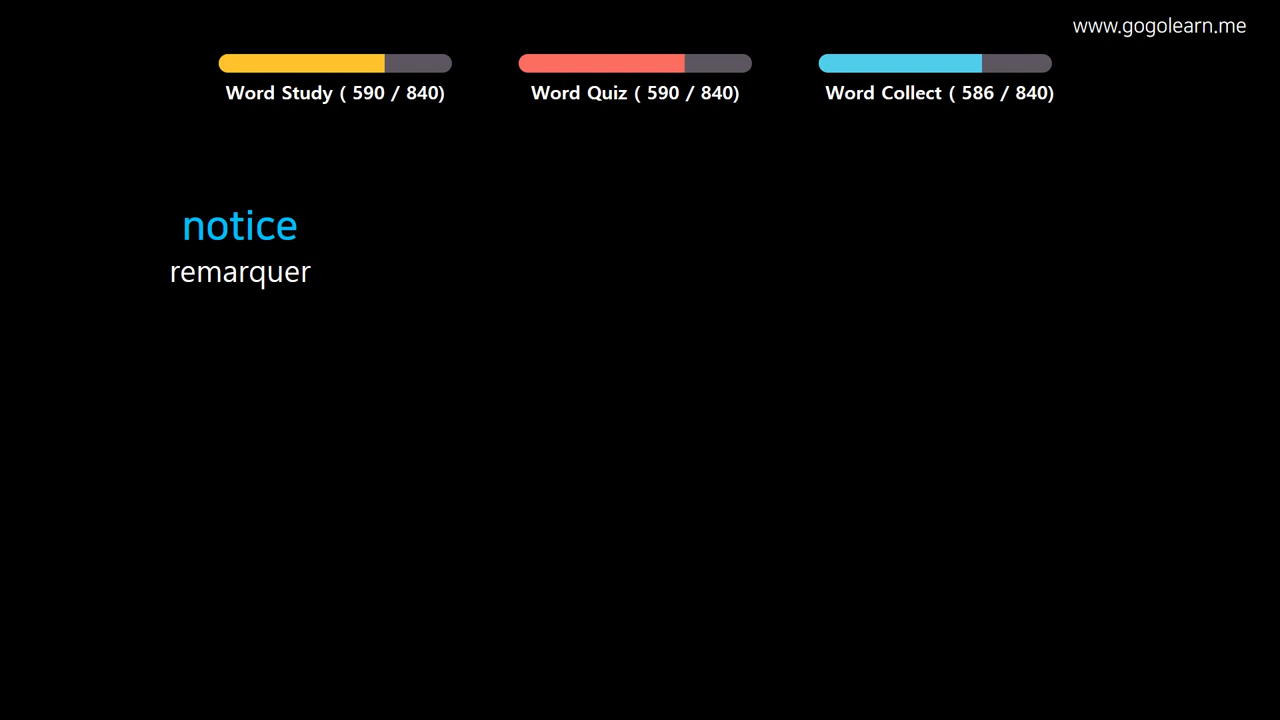 www.gogolearn.me
Word Study ( 590 / 840)
Word Quiz ( 590 / 840)
Word Collect ( 586 / 840)
notice
remarquer